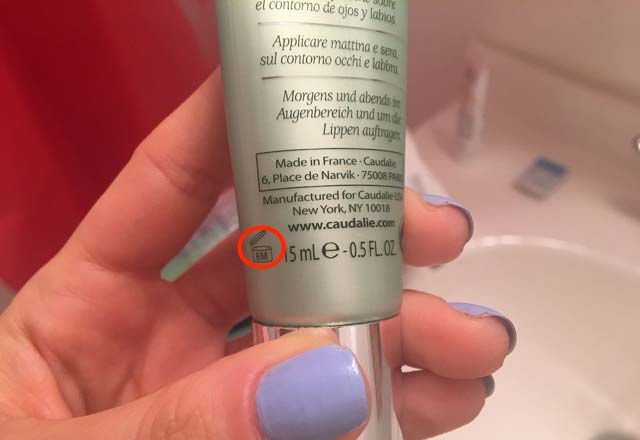 sobre
el contorno de ojos y labios.
Applicare mattina e sera,
sul contorno occhi e labbra.
Morgens und abends im
Augenbereich und um die
Lippen auftragen.
Made in France · Caudalie
6, Place de Narvik · 75008 PARIS
Manufactured for Caudalie USA
New York, NY 10018
www.caudalie.com
6M 15 mL ℮ - 0.5 FL. OZ.